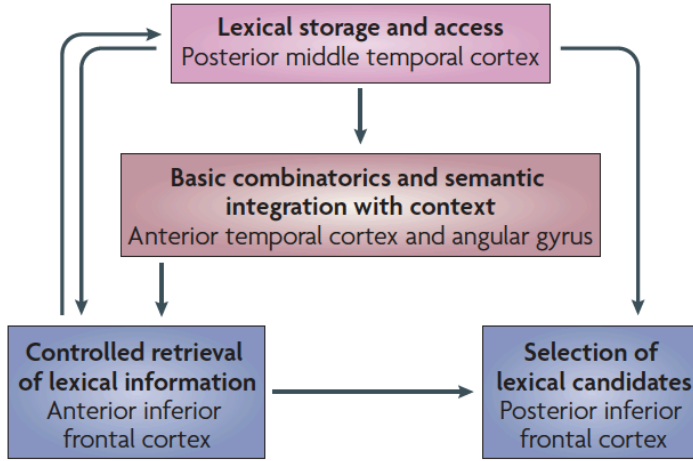 Lexical storage and access
Posterior middle temporal cortex
Basic combinatorics and semantic
integration with context
Anterior temporal cortex and angular gyrus
Controlled retrieval
of lexical information
Anterior inferior
frontal cortex
Selection of
lexical candidates
Posterior inferior
frontal cortex